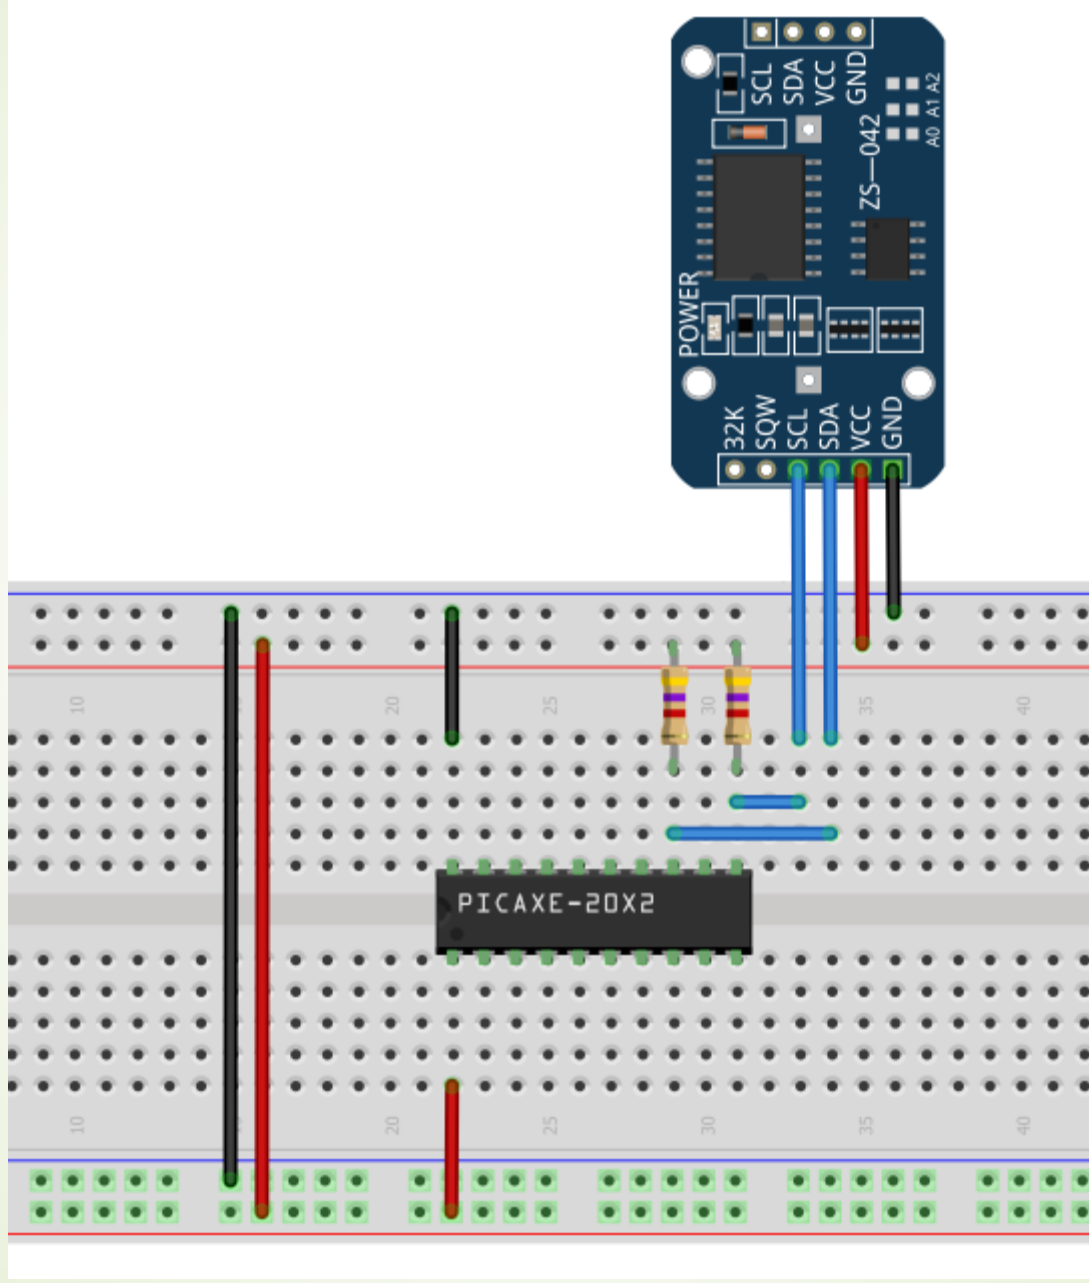 SCL
SDA
VCC
GND
A0 A1 A2
ZS-042
POWER
32K
SQW
SCL
SDA
VCC
GND
10
20
25
30
35
40
PICAXE-20X2
10
20
25
30
35
40